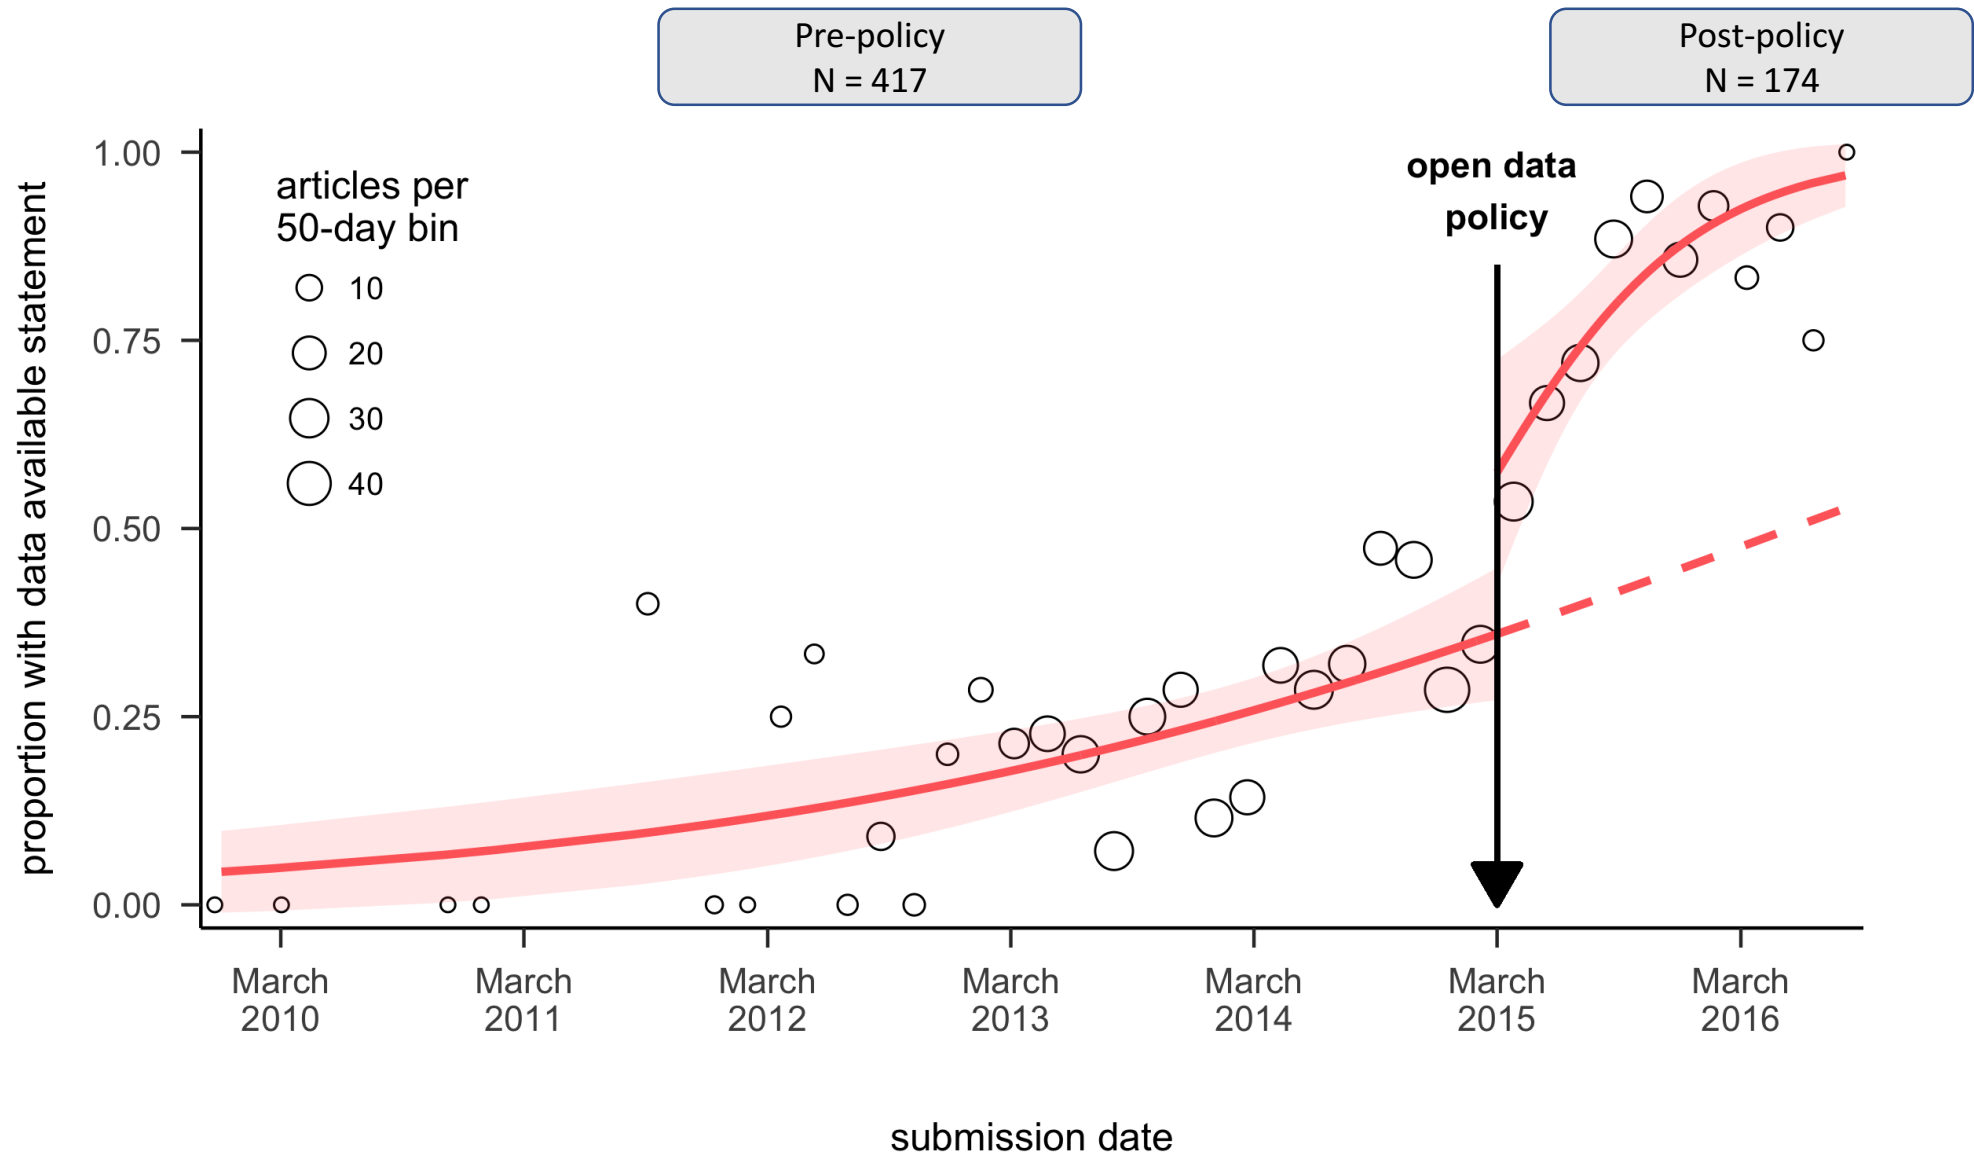 Pre-policy
N = 417
Post-policy
N = 174
proportion with data available statement
1.00
0.75
0.50
0.25
0.00
articles per
50-day bin
10
20
30
40
open data
policy
March
2010
March
2011
March
2012
March
2013
March
2014
March
2015
March
2016
submission date